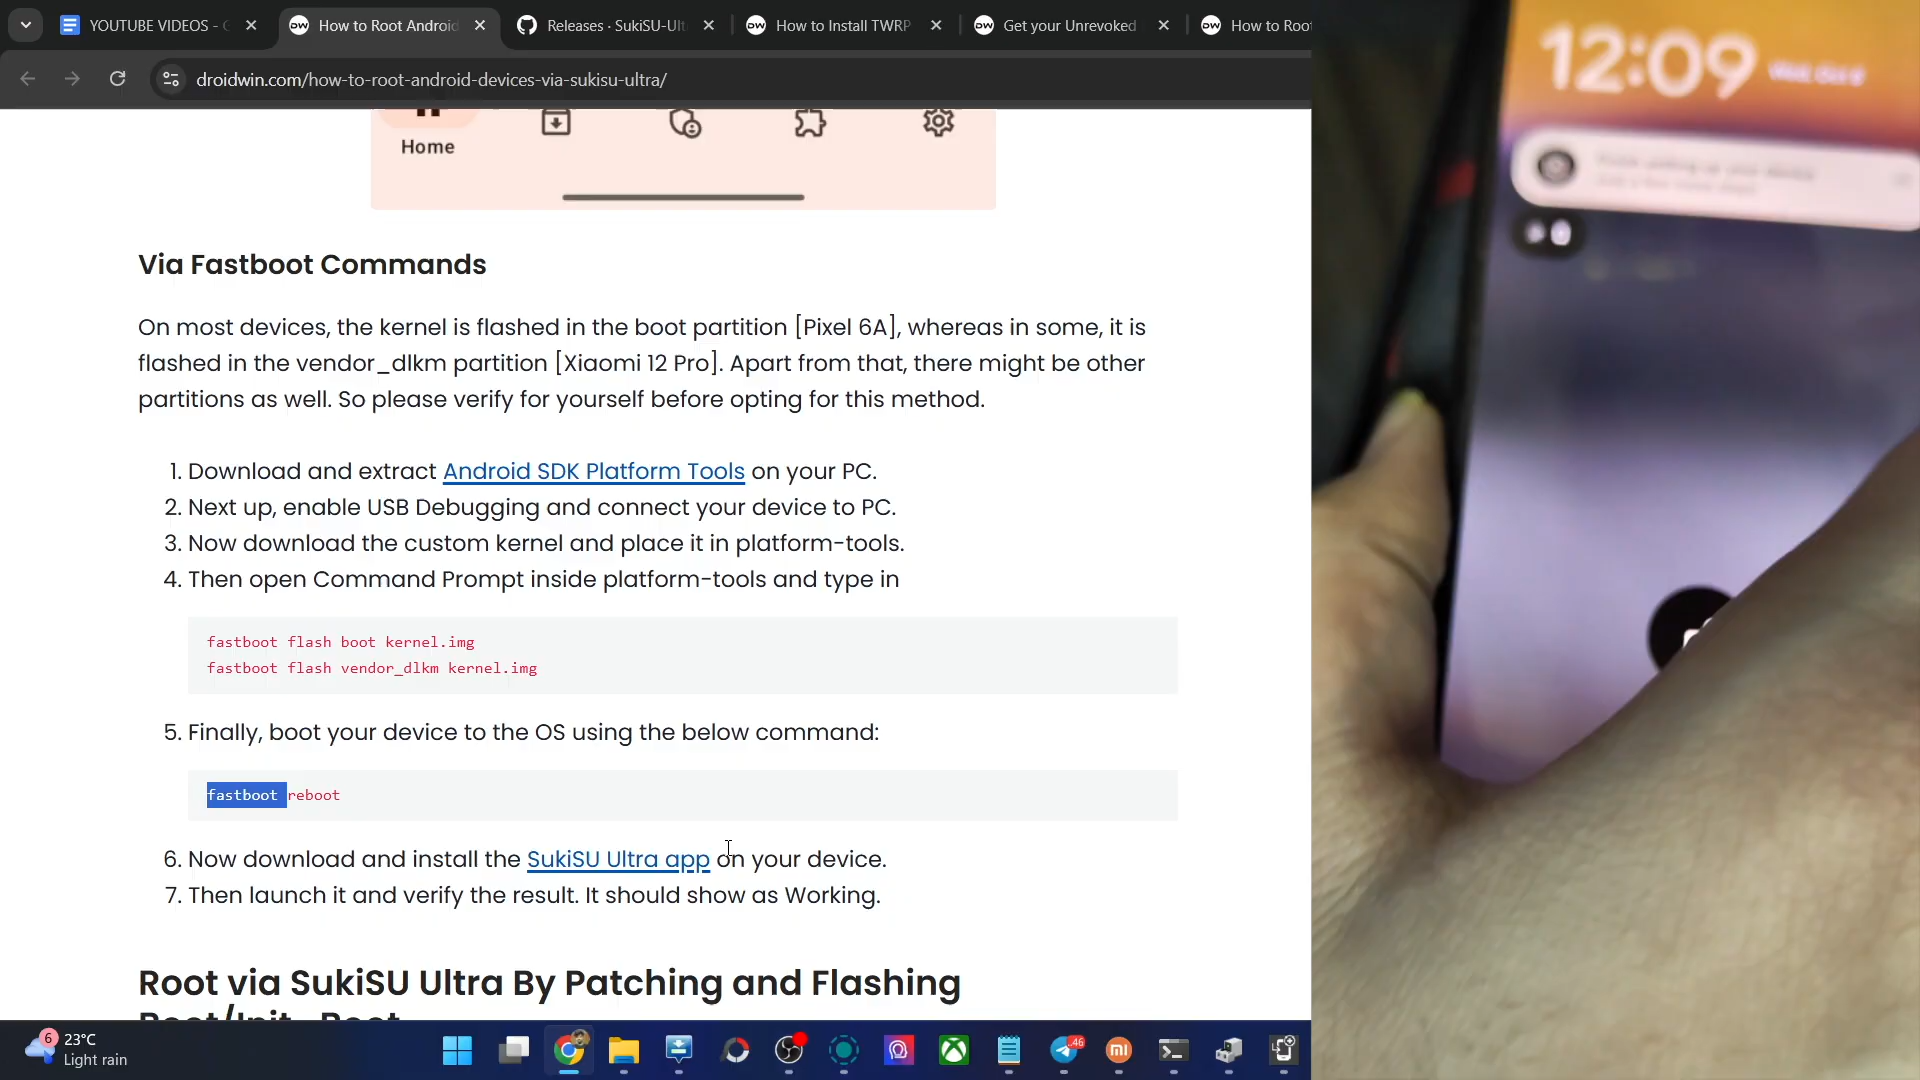 YOUTUBE VIDEOS -
How to Root Android
Releases · SukiSU-Ult
How to Install TWRP
Get your Unrevoked
How to Root
droidwin.com/how-to-root-android-devices-via-sukisu-ultra/
12:09
Home
Via Fastboot Commands
On most devices, the kernel is flashed in the boot partition [Pixel 6A], whereas in some, it is
flashed in the vendor_dlkm partition [Xiaomi 12 Pro]. Apart from that, there might be other
partitions as well. So please verify for yourself before opting for this method.
1. Download and extract Android SDK Platform Tools on your PC.
2. Next up, enable USB Debugging and connect your device to PC.
3. Now download the custom kernel and place it in platform-tools.
4. Then open Command Prompt inside platform-tools and type in
fastboot flash boot kernel.img
fastboot flash vendor_dlkm kernel.img
5. Finally, boot your device to the OS using the below command:
fastboot reboot
6. Now download and install the SukiSU Ultra app on your device.
7. Then launch it and verify the result. It should show as Working.
Root via SukiSU Ultra By Patching and Flashing
Boot/Init_Boot
6
23°C
Light rain
46